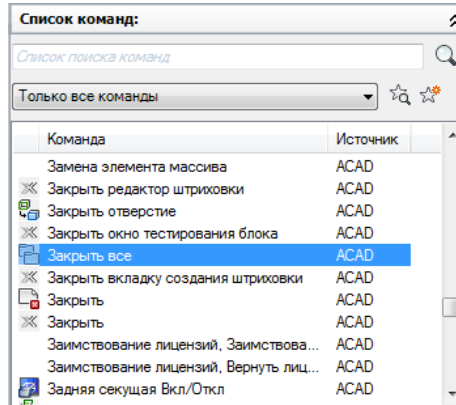 Список команд:
Список поиска команд
Только все команды
Команда Источник
Замена элемента массива ACAD
Закрыть редактор штриховки ACAD
Закрыть отверстие ACAD
Закрыть окно тестирования блока ACAD
Закрыть все ACAD
Закрыть вкладку создания штриховки ACAD
Закрыть ACAD
Закрыть ACAD
Заимствование лицензий, Заимствова... ACAD
Заимствование лицензий, Вернуть лиц... ACAD
Задняя секущая Вкл/Откл ACAD